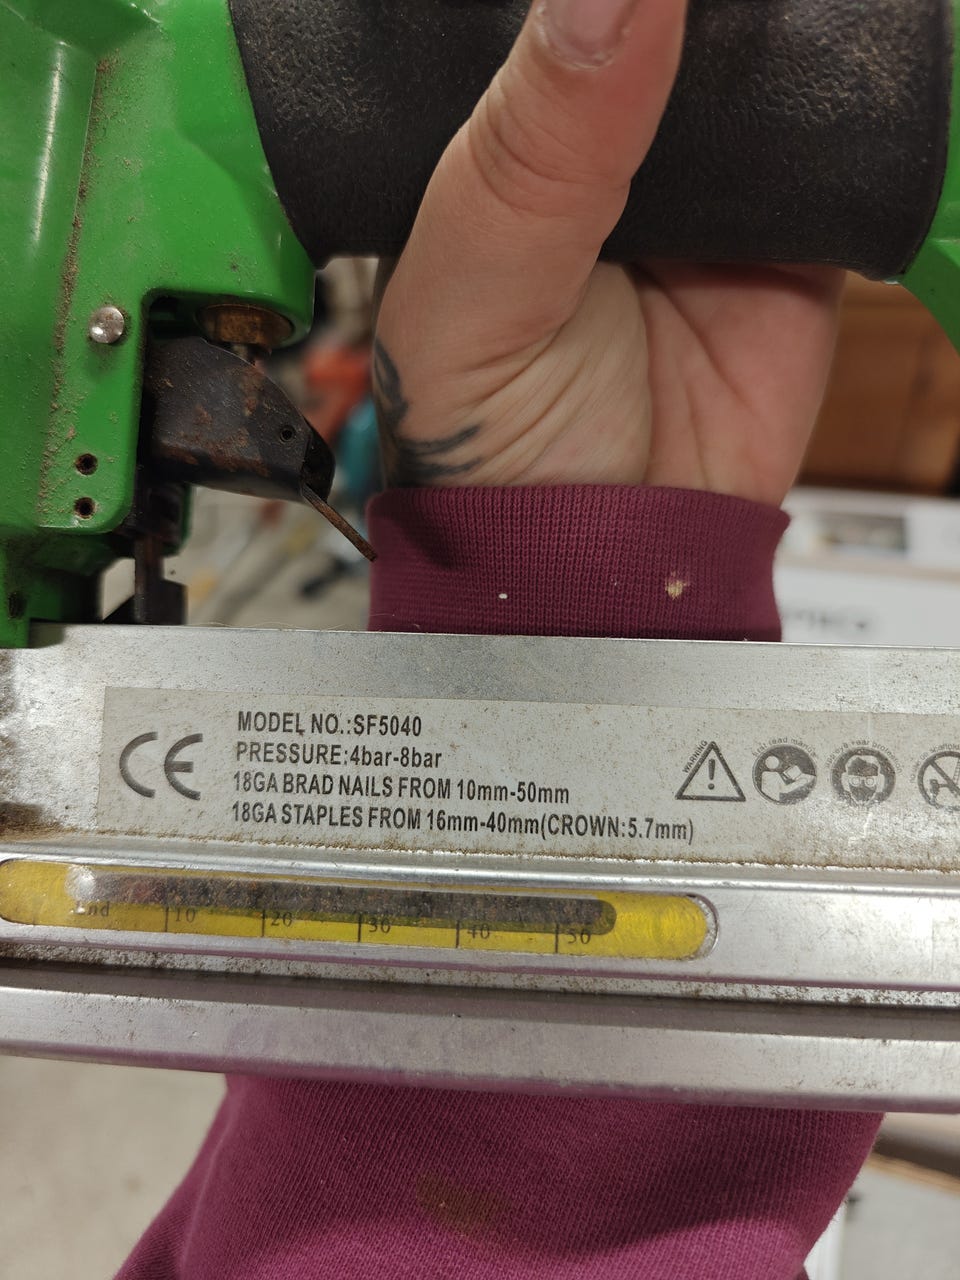 CE
MODEL NO.:SF5040
PRESSURE:4bar-8bar
18GA BRAD NAILS FROM 10mm-50mm
18GA STAPLES FROM 16mm-40mm(CROWN:5.7mm)
WARNING
10 20 30 40 50